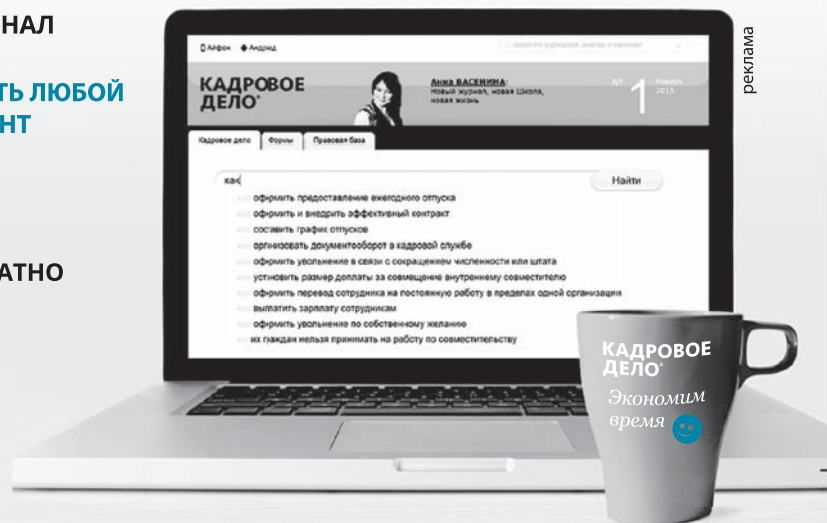 НАЛ
ТЬ ЛЮБОЙ
НТ
АТНО
реклама
Айфон Андроид
КАДРОВОЕ
ДЕЛО®
Анна ВАСЕНИНА:
Новый журнал, новая Школа,
новая жизнь
№ 1 Январь
2015
Кадровое дело Формы Правовая база
как Найти
оформить предоставление ежегодного отпуска
оформить и внедрить эффективный контракт
составить график отпусков
организовать документооборот в кадровой службе
оформить увольнение в связи с сокращением численности или штата
установить размер доплаты за совмещение внутреннему совместителю
оформить перевод сотрудника на постоянную работу в пределах одной организации
выплатить зарплату сотрудникам
оформить увольнение по собственному желанию
их граждан нельзя принимать на работу по совместительству
КАДРОВОЕ
ДЕЛО®
Экономим
время